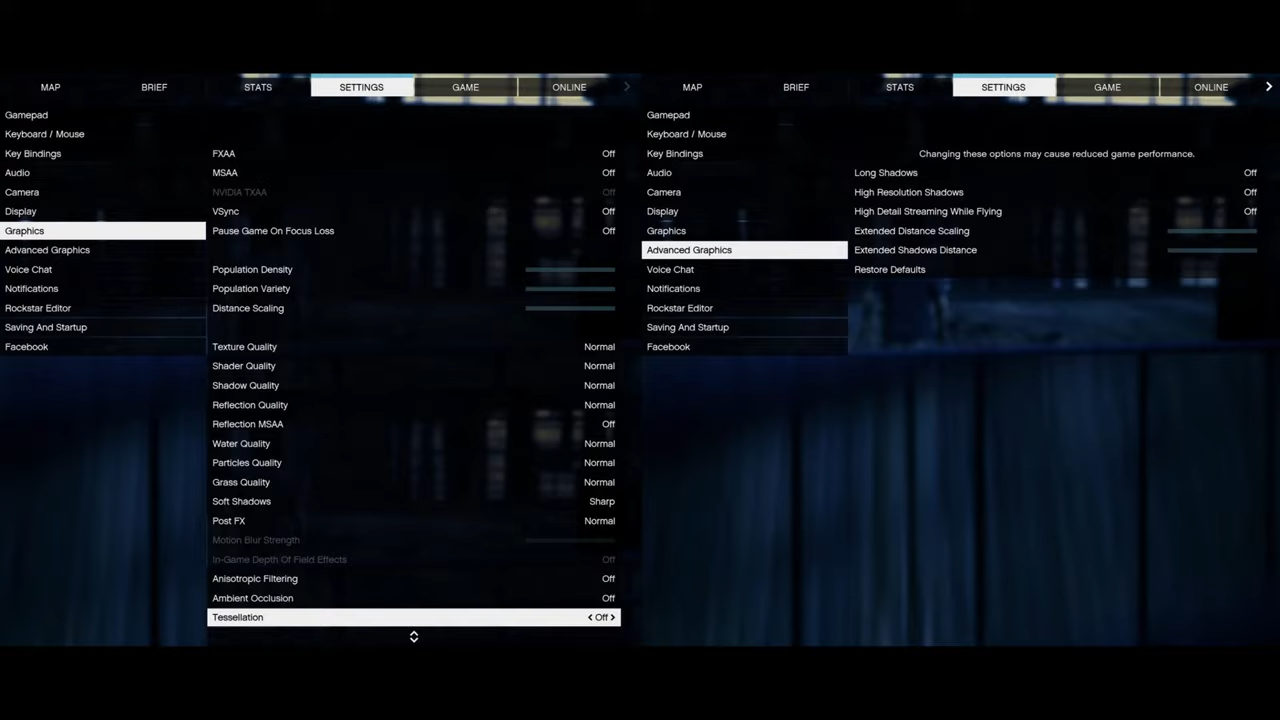 MAP BRIEF STATS SETTINGS GAME ONLINE
Gamepad
Keyboard / Mouse
Key Bindings
Audio
Camera
Display
Graphics
Advanced Graphics
Voice Chat
Notifications
Rockstar Editor
Saving And Startup
Facebook
FXAA Off
MSAA Off
NVIDIA TXAA Off
VSync Off
Pause Game On Focus Loss Off
Population Density
Population Variety
Distance Scaling
Texture Quality Normal
Shader Quality Normal
Shadow Quality Normal
Reflection Quality Normal
Reflection MSAA Off
Water Quality Normal
Particles Quality Normal
Grass Quality Normal
Soft Shadows Sharp
Post FX Normal
Motion Blur Strength
In-Game Depth Of Field Effects Off
Anisotropic Filtering Off
Ambient Occlusion Off
Tessellation Off
MAP BRIEF STATS SETTINGS GAME ONLINE
Gamepad
Keyboard / Mouse
Key Bindings
Audio
Camera
Display
Graphics
Advanced Graphics
Voice Chat
Notifications
Rockstar Editor
Saving And Startup
Facebook
Changing these options may cause reduced game performance.
Long Shadows Off
High Resolution Shadows Off
High Detail Streaming While Flying Off
Extended Distance Scaling
Extended Shadows Distance
Restore Defaults